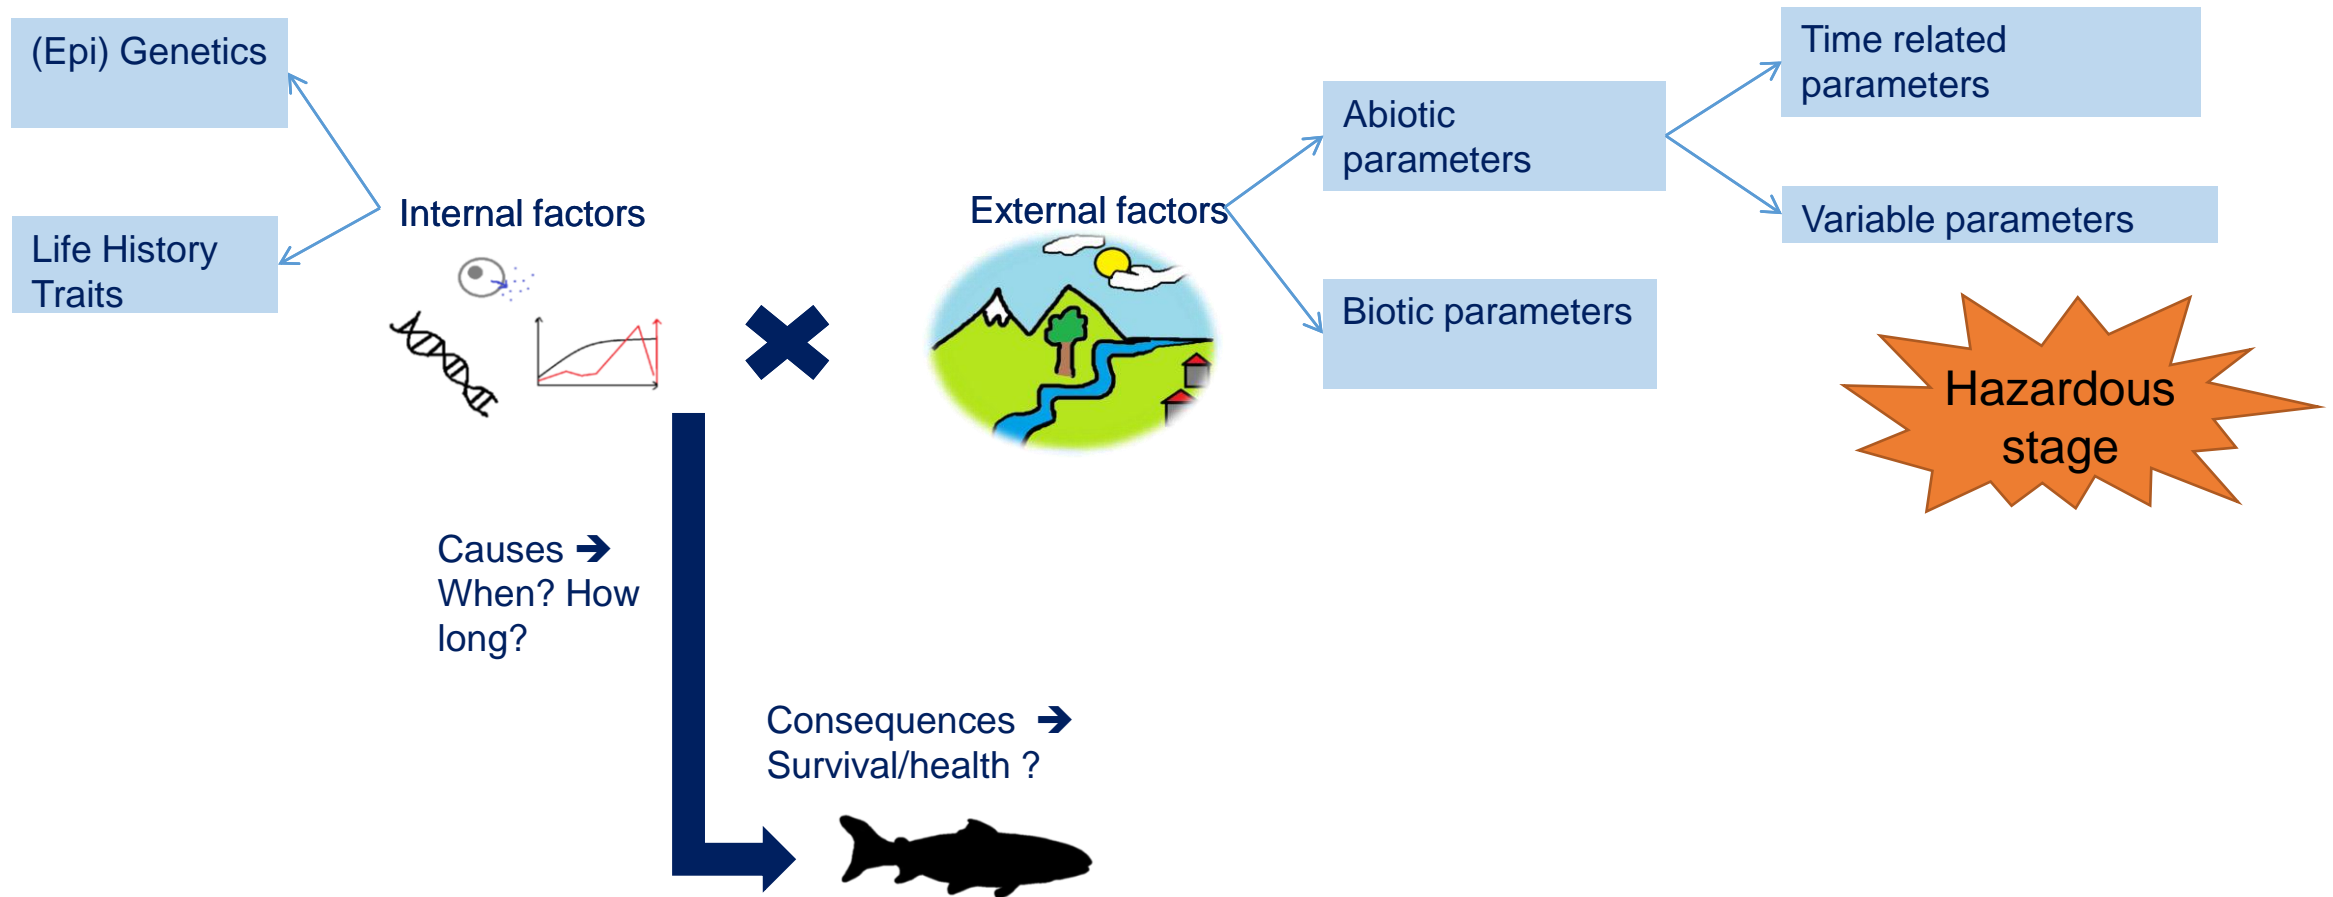 (Epi) Genetics
Life History
Traits
Internal factors
External factors
Abiotic
parameters
Biotic parameters
Time related
parameters
Variable parameters
Hazardous
stage
Causes ➔
When? How
long?
Consequences ➔
Survival/health ?